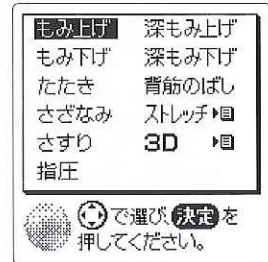 もみ上げ 深もみ上げ
もみ下げ 深もみ下げ
たたき 背筋のばし
さざなみ ストレッチ
さすり 3D
指圧
で選び、決定を
押してください。